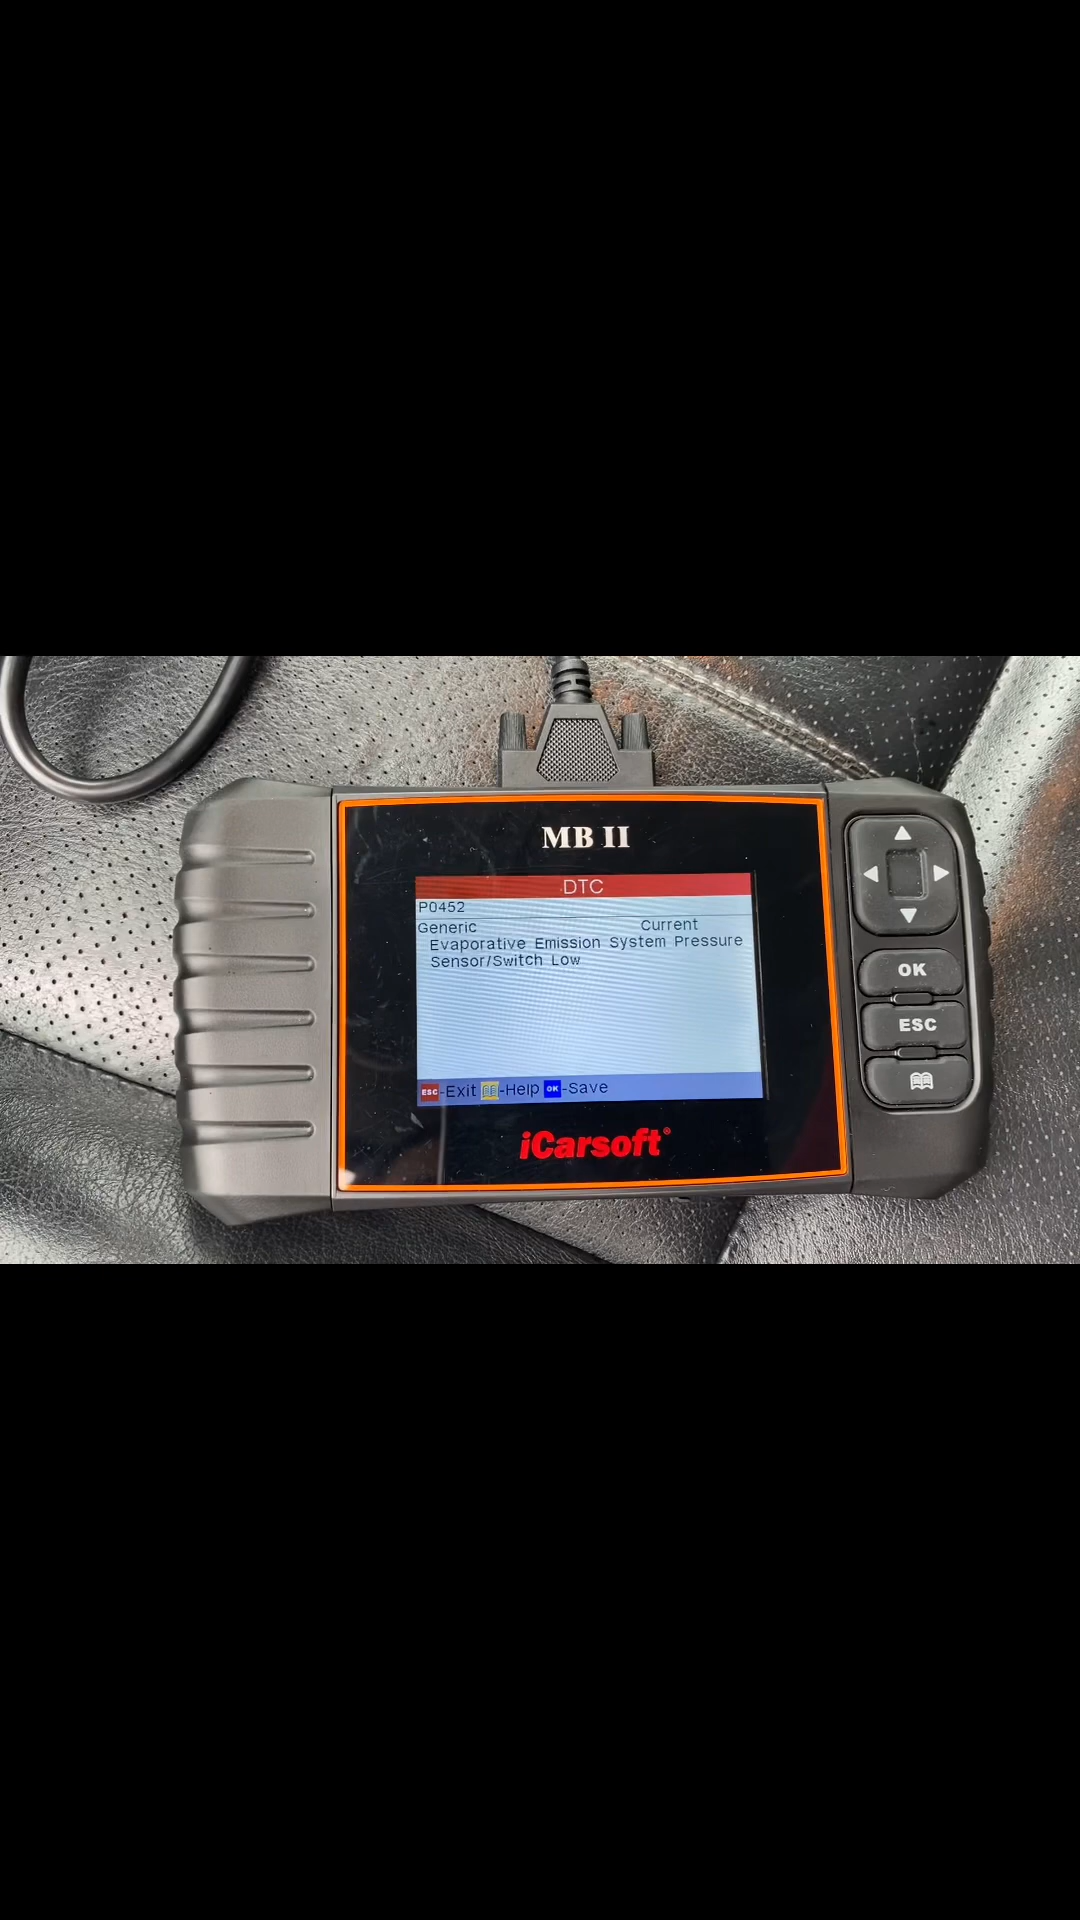 MB II
DTC
P0452
Generic Current
Evaporative Emission System Pressure
Sensor/Switch Low
ESC-Exit -Help OK-Save
iCarsoft®
OK
ESC